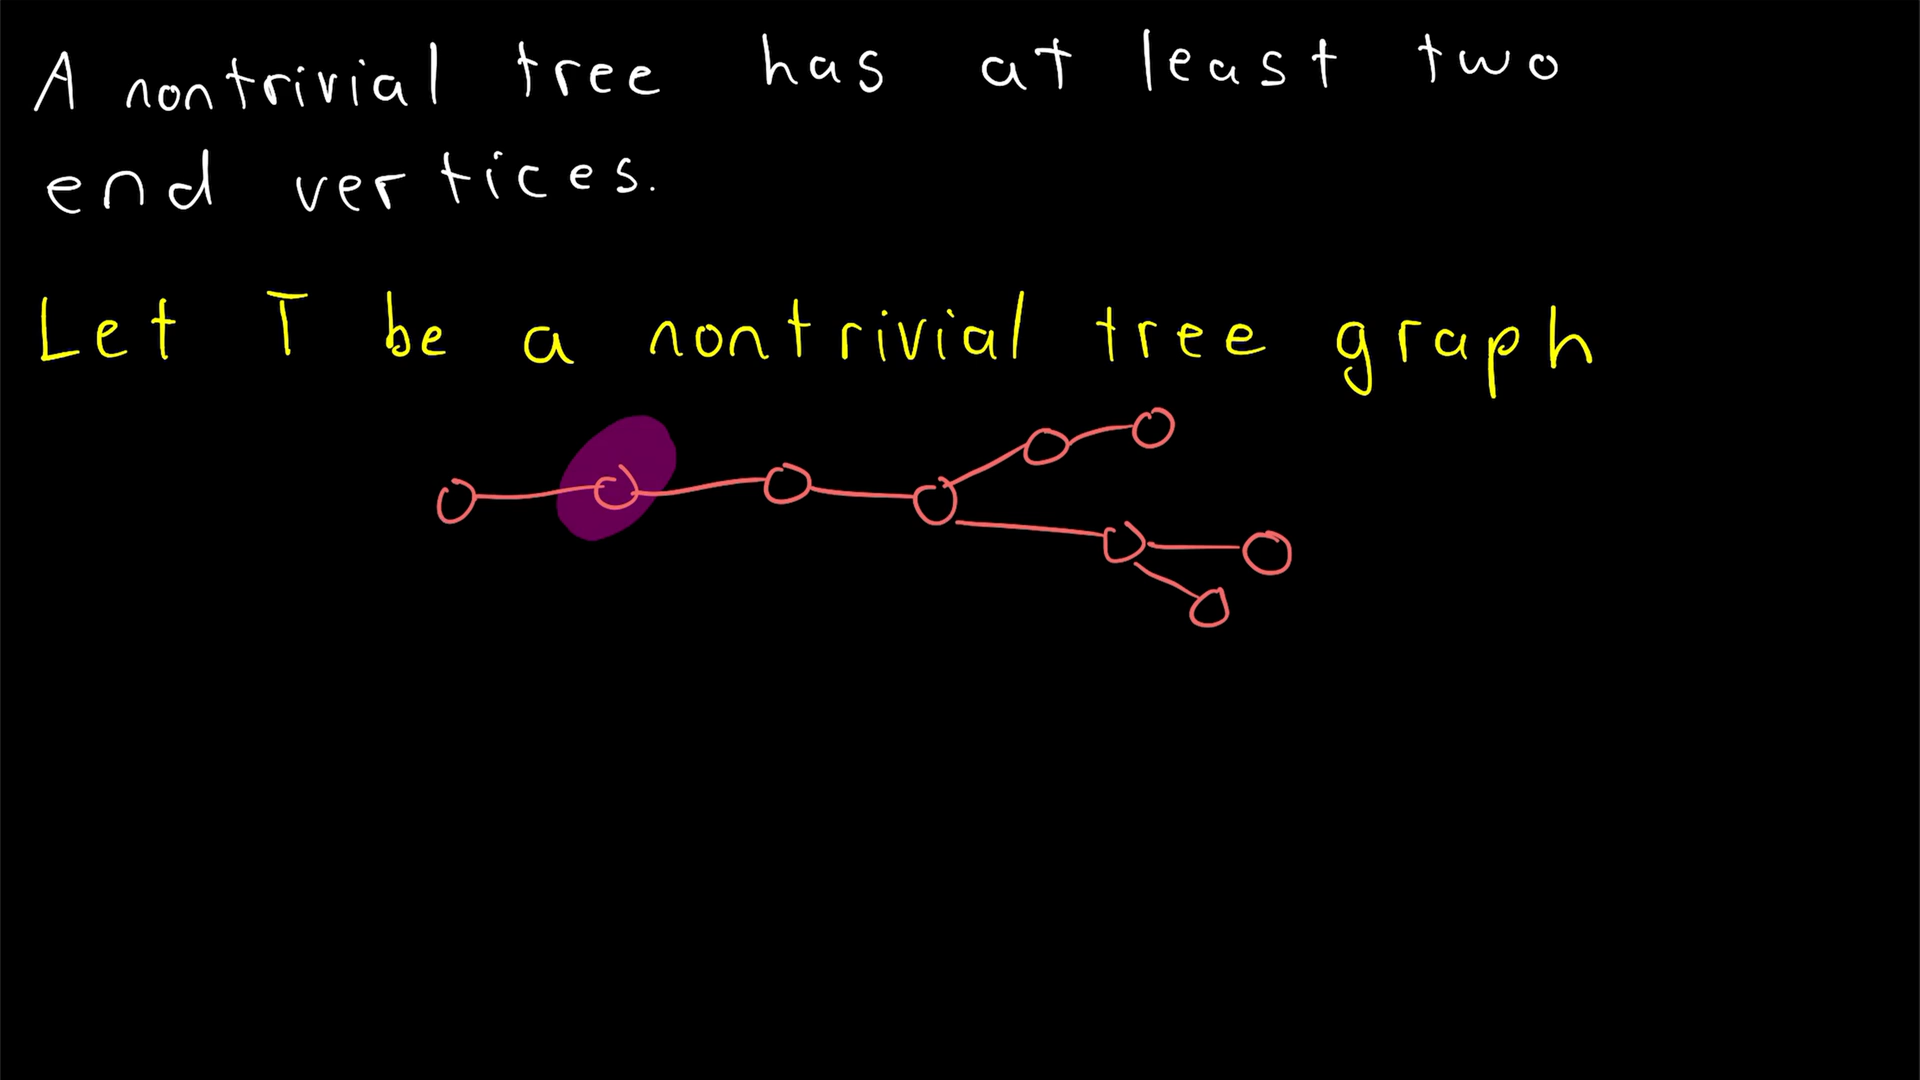 A nontrivial tree has at least two
end vertices.
Let T be a nontrivial tree graph